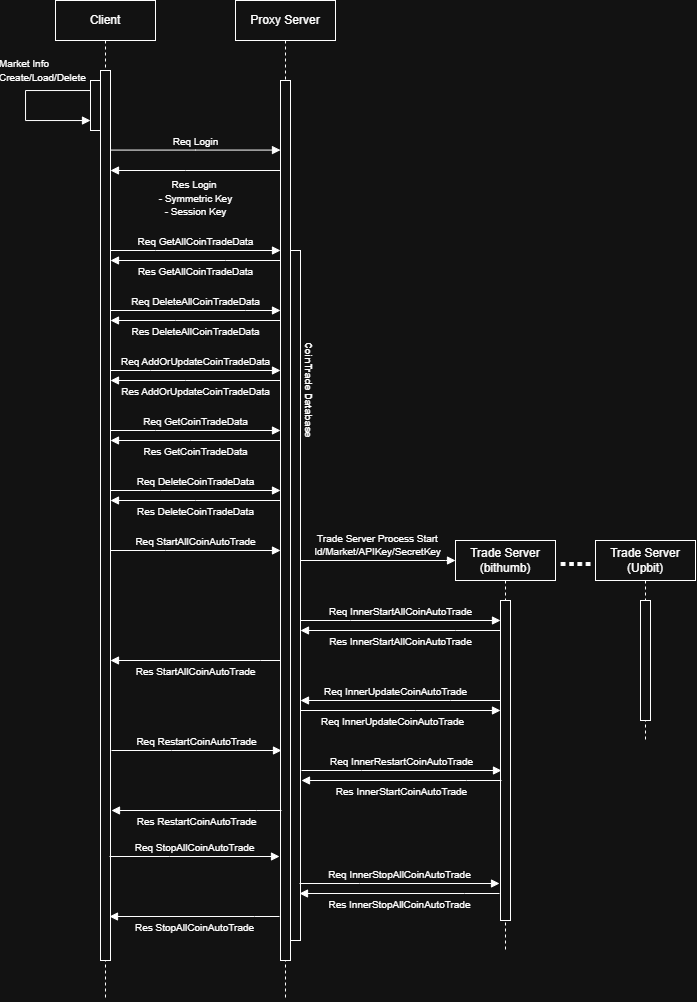 Client
Proxy Server
Market Info
Create/Load/Delete
Req Login
Res Login
- Symmetric Key
- Session Key
Req GetAllCoinTradeData
Res GetAllCoinTradeData
Req DeleteAllCoinTradeData
Res DeleteAllCoinTradeData
CoinTrade Database
Req AddOrUpdateCoinTradeData
Res AddOrUpdateCoinTradeData
Req GetCoinTradeData
Res GetCoinTradeData
Req DeleteCoinTradeData
Res DeleteCoinTradeData
Req StartAllCoinAutoTrade
Trade Server Process Start
Id/Market/APIKey/SecretKey
Trade Server
(bithumb)
Trade Server
(Upbit)
Req InnerStartAllCoinAutoTrade
Res InnerStartAllCoinAutoTrade
Res StartAllCoinAutoTrade
Req InnerUpdateCoinAutoTrade
Req InnerUpdateCoinAutoTrade
Req RestartCoinAutoTrade
Req InnerRestartCoinAutoTrade
Res InnerStartCoinAutoTrade
Res RestartCoinAutoTrade
Req StopAllCoinAutoTrade
Req InnerStopAllCoinAutoTrade
Res InnerStopAllCoinAutoTrade
Res StopAllCoinAutoTrade